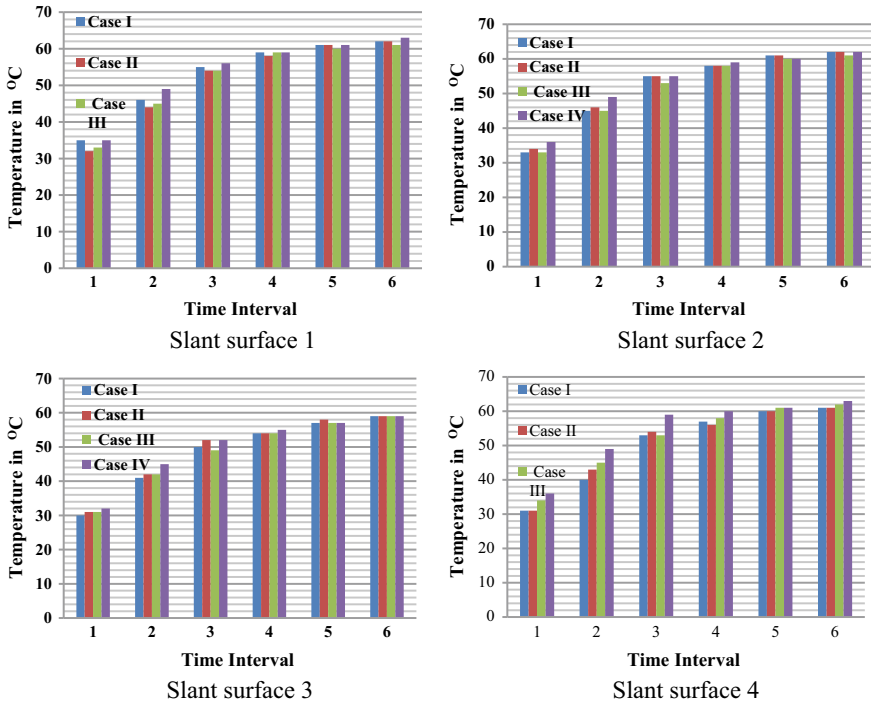 Temperature in ⁰C
70
60
50
40
30
20
10
0
Case I
Case II
Case
III
1 2 3 4 5 6
Time Interval
Slant surface 1
Temperature in ⁰C
70
60
50
40
30
20
10
0
Case I
Case II
Case III
Case IV
1 2 3 4 5 6
Time Interval
Slant surface 2
Temperature in ⁰C
70
60
50
40
30
20
10
0
Case I
Case II
Case III
Case IV
1 2 3 4 5 6
Time Interval
Slant surface 3
Temperature in ⁰C
70
60
50
40
30
20
10
0
Case I
Case II
Case
III
1 2 3 4 5 6
Time Interval
Slant surface 4